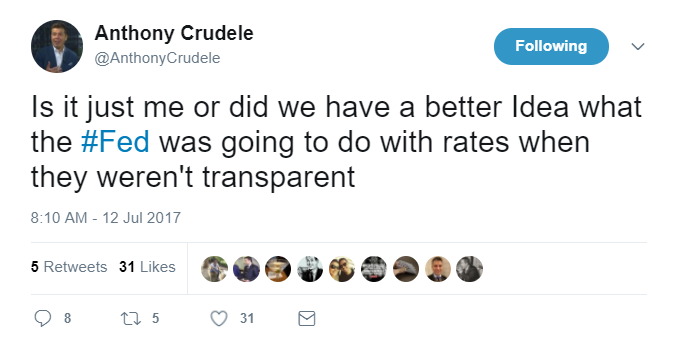 Anthony Crudele
@AnthonyCrudele
Following
Is it just me or did we have a better Idea what
the #Fed was going to do with rates when
they weren't transparent
8:10 AM - 12 Jul 2017
5 Retweets 31 Likes
8 5 31